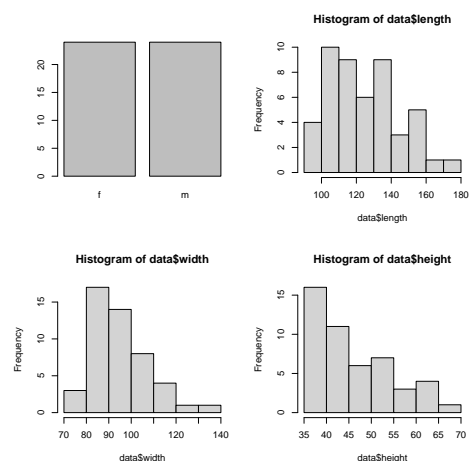 0 5 10 15 20
f m
Histogram of data$length
Frequency
0 2 4 6 8 10
100 120 140 160 180
data$length
Histogram of data$width
Frequency
0 5 10 15
70 80 90 100 120 140
data$width
Histogram of data$height
Frequency
0 5 10 15
35 40 45 50 55 60 65 70
data$height